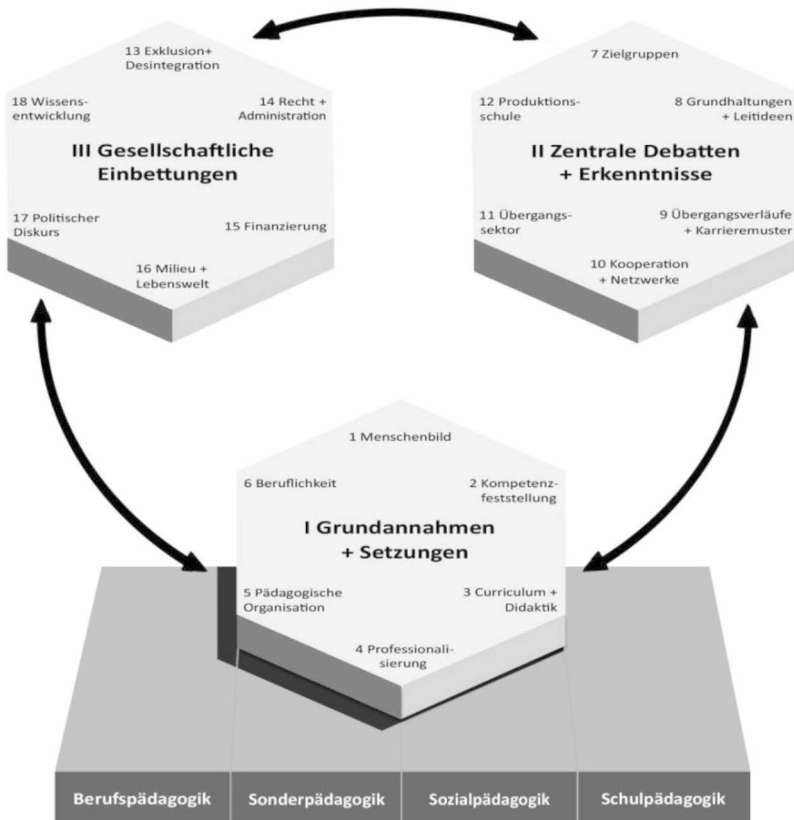 13 Exklusion+
Desintegration
18 Wissens-
entwicklung
14 Recht +
Administration
III Gesellschaftliche
Einbettungen
17 Politischer
Diskurs
15 Finanzierung
16 Milieu +
Lebenswelt
7 Zielgruppen
12 Produktions-
schule
8 Grundhaltungen
+ Leitideen
II Zentrale Debatten
+ Erkenntnisse
11 Übergangs-
sektor
9 Übergangsverläufe
+ Karrieremuster
10 Kooperation
+ Netzwerke
1 Menschenbild
6 Beruflichkeit
2 Kompetenz-
feststellung
I Grundannahmen
+ Setzungen
5 Pädagogische
Organisation
3 Curriculum +
Didaktik
4 Professionali-
sierung
Berufspädagogik
Sonderpädagogik
Sozialpädagogik
Schulpädagogik